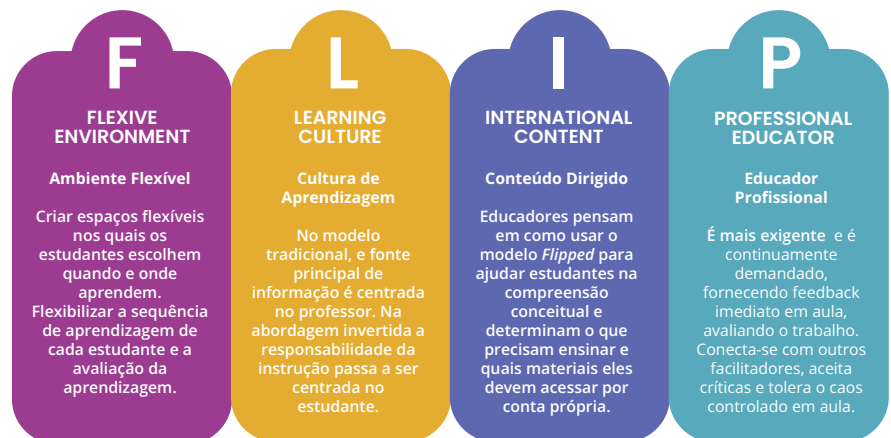 F
FLEXIVE
ENVIRONMENT
Ambiente Flexível
Criar espaços flexíveis
nos quais os
estudantes escolhem
quando e onde
aprendem.
Flexibilizar a sequência
de aprendizagem de
cada estudante e a
avaliação da
aprendizagem.
L
LEARNING
CULTURE
Cultura de
Aprendizagem
No modelo
tradicional, e fonte
principal de
informação é centrada
no professor. Na
abordagem invertida a
responsabilidade da
instrução passa a ser
centrada no
estudante.
I
INTERNATIONAL
CONTENT
Conteúdo Dirigido
Educadores pensam
em como usar o
modelo Flipped para
ajudar estudantes na
compreensão
conceitual e
determinam o que
precisam ensinar e
quais materiais eles
devem acessar por
conta própria.
P
PROFESSIONAL
EDUCATOR
Educador
Profissional
É mais exigente e é
continuamente
demandado,
fornecendo feedback
imediato em aula,
avaliando o trabalho.
Conecta-se com outros
facilitadores, aceita
críticas e tolera o caos
controlado em aula.